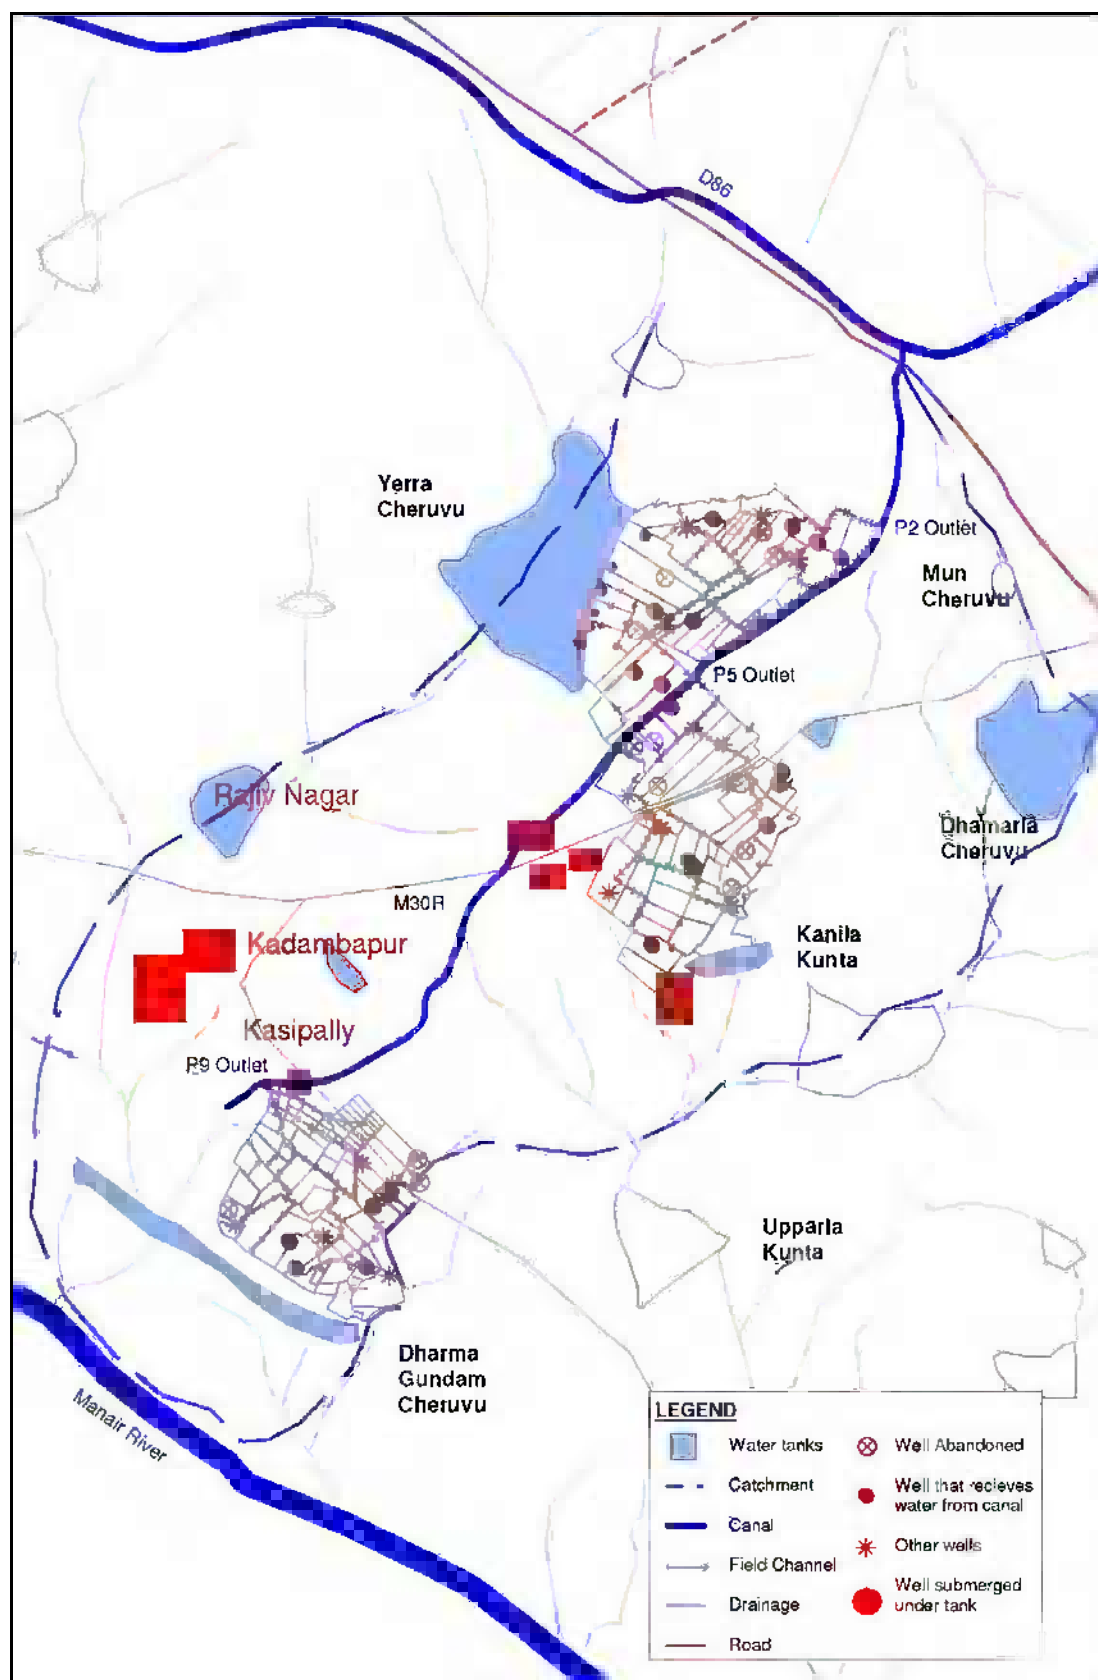 D86
Yerra
Cheruvu
P2 Outlet
Mun
Cheruvu
P5 Outlet
Rajiv Nagar
Dhamarla
Cheruvu
M30R
Kadambapur
Kanila
Kunta
Kasipally
P9 Outlet
Upparla
Kunta
Dharma
Gundam
Cheruvu
Manair River
LEGEND
Water tanks
Catchment
Canal
Field Channel
Drainage
Road
Well Abandoned
Well that recieves
water from canal
Other wells
Well submerged
under tank